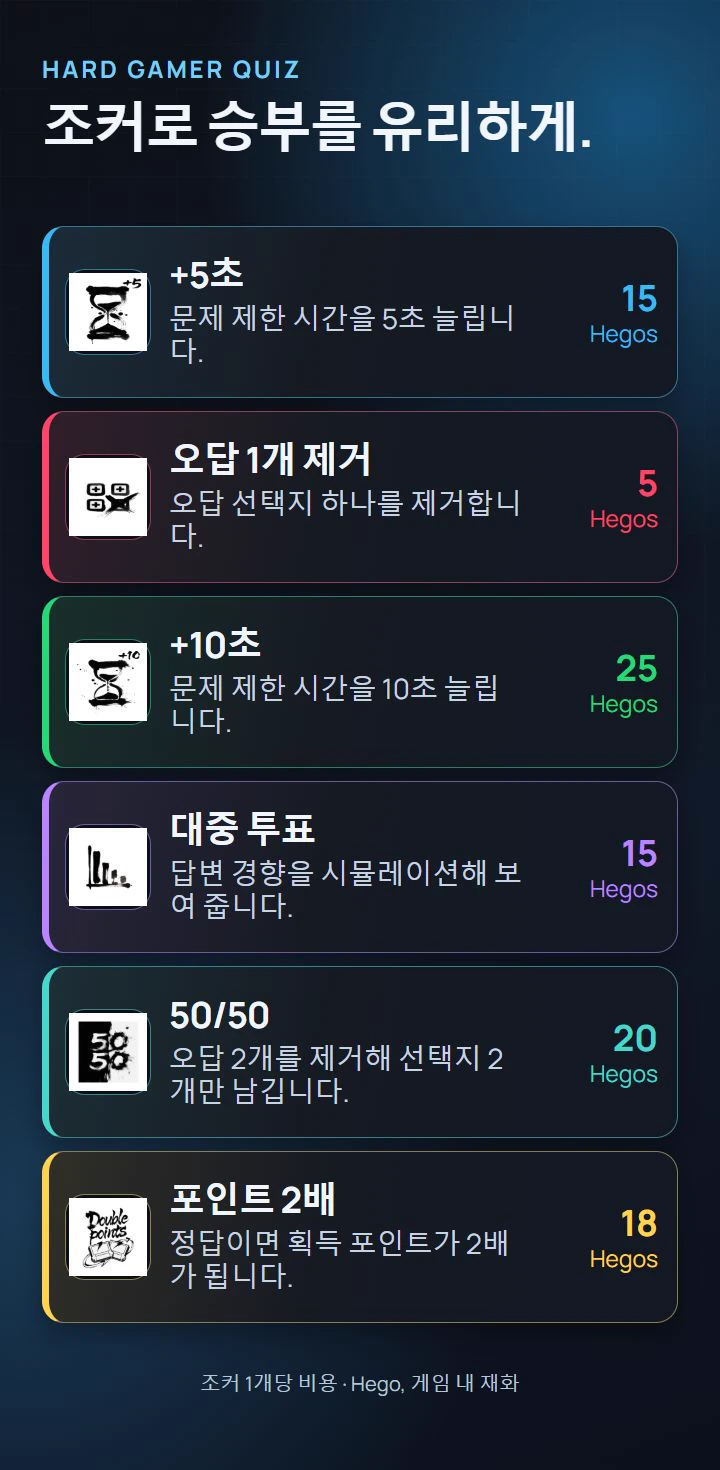 HARD GAMER QUIZ
조커로 승부를 유리하게.
+5
+5초
문제 제한 시간을 5초 늘립니
다.
15
Hegos
오답 1개 제거
오답 선택지 하나를 제거합니
다.
5
Hegos
+10
+10초
문제 제한 시간을 10초 늘립
니다.
25
Hegos
대중 투표
답변 경향을 시뮬레이션해 보
여 줍니다.
15
Hegos
50
50
50/50
오답 2개를 제거해 선택지 2
개만 남깁니다.
20
Hegos
Double
points
포인트 2배
정답이면 획득 포인트가 2배
가 됩니다.
18
Hegos
조커 1개당 비용 · Hego, 게임 내 재화